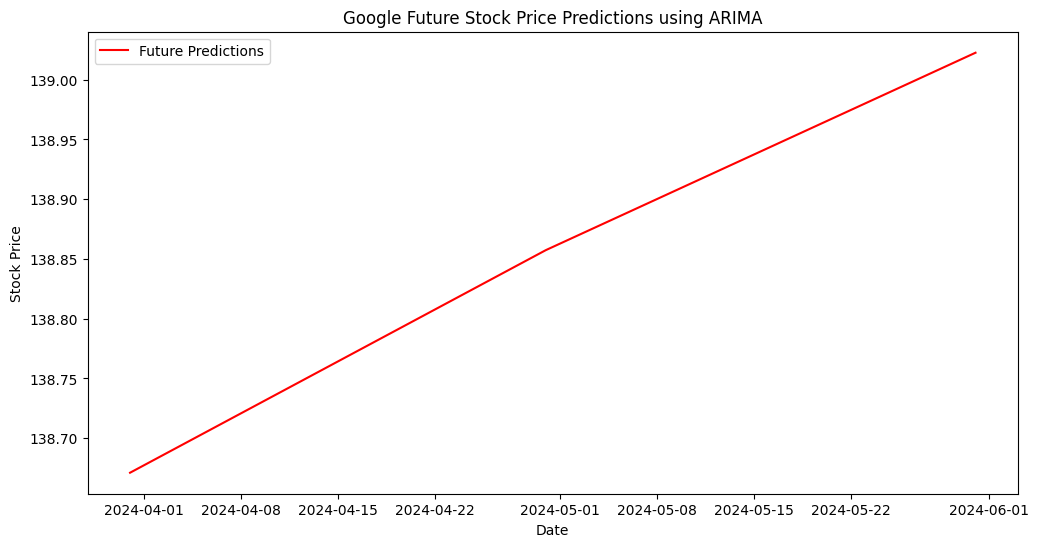 Google Future Stock Price Predictions using ARIMA
Future Predictions
139.00
138.95
138.90
138.85
138.80
138.75
138.70
Stock Price
2024-04-01 2024-04-08 2024-04-15 2024-04-22 2024-05-01 2024-05-08 2024-05-15 2024-05-22 2024-06-01
Date